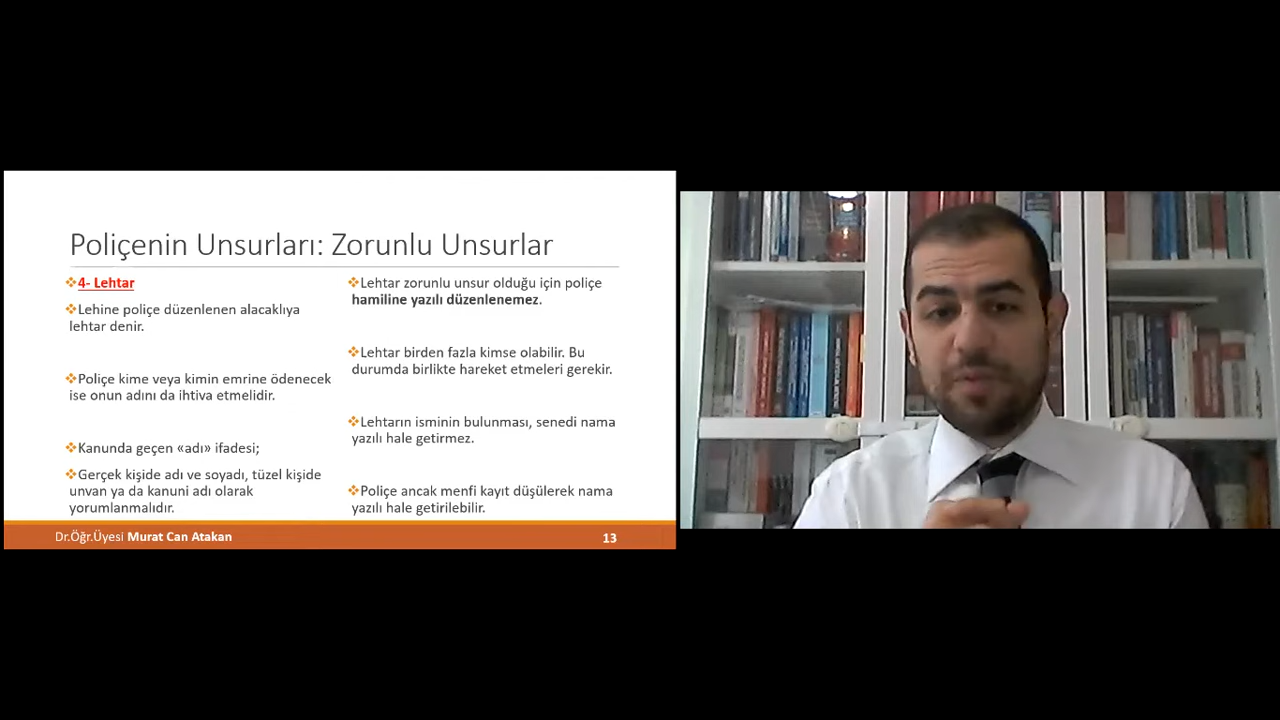 Poliçenin Unsurları: Zorunlu Unsurlar
❖4- Lehtar
❖Lehine poliçe düzenlenen alacaklıya
lehtar denir.
❖Poliçe kime veya kimin emrine ödenecek
ise onun adını da ihtiva etmelidir.
❖Kanunda geçen «adı» ifadesi;
❖Gerçek kişide adı ve soyadı, tüzel kişide
unvan ya da kanuni adı olarak
yorumlanmalıdır.
❖Lehtar zorunlu unsur olduğu için poliçe
hamiline yazılı düzenlenemez.
❖Lehtar birden fazla kimse olabilir. Bu
durumda birlikte hareket etmeleri gerekir.
❖Lehtarın isminin bulunması, senedi nama
yazılı hale getirmez.
❖Poliçe ancak menfi kayıt düşülerek nama
yazılı hale getirilebilir.
Dr.Öğr.Üyesi Murat Can Atakan
13